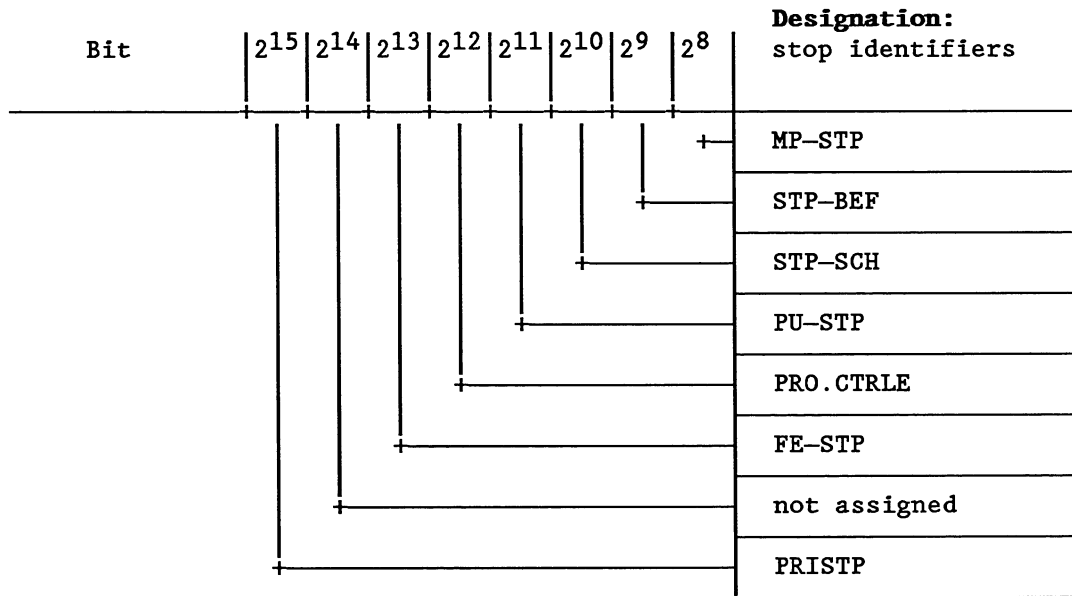 Designation:
Bit 2^15 2^14 2^13 2^12 2^11 2^10 2^9 2^8 stop identifiers
MP—STP
STP—BEF
STP—SCH
PU—STP
PRO.CTRLE
FE—STP
not assigned
PRISTP